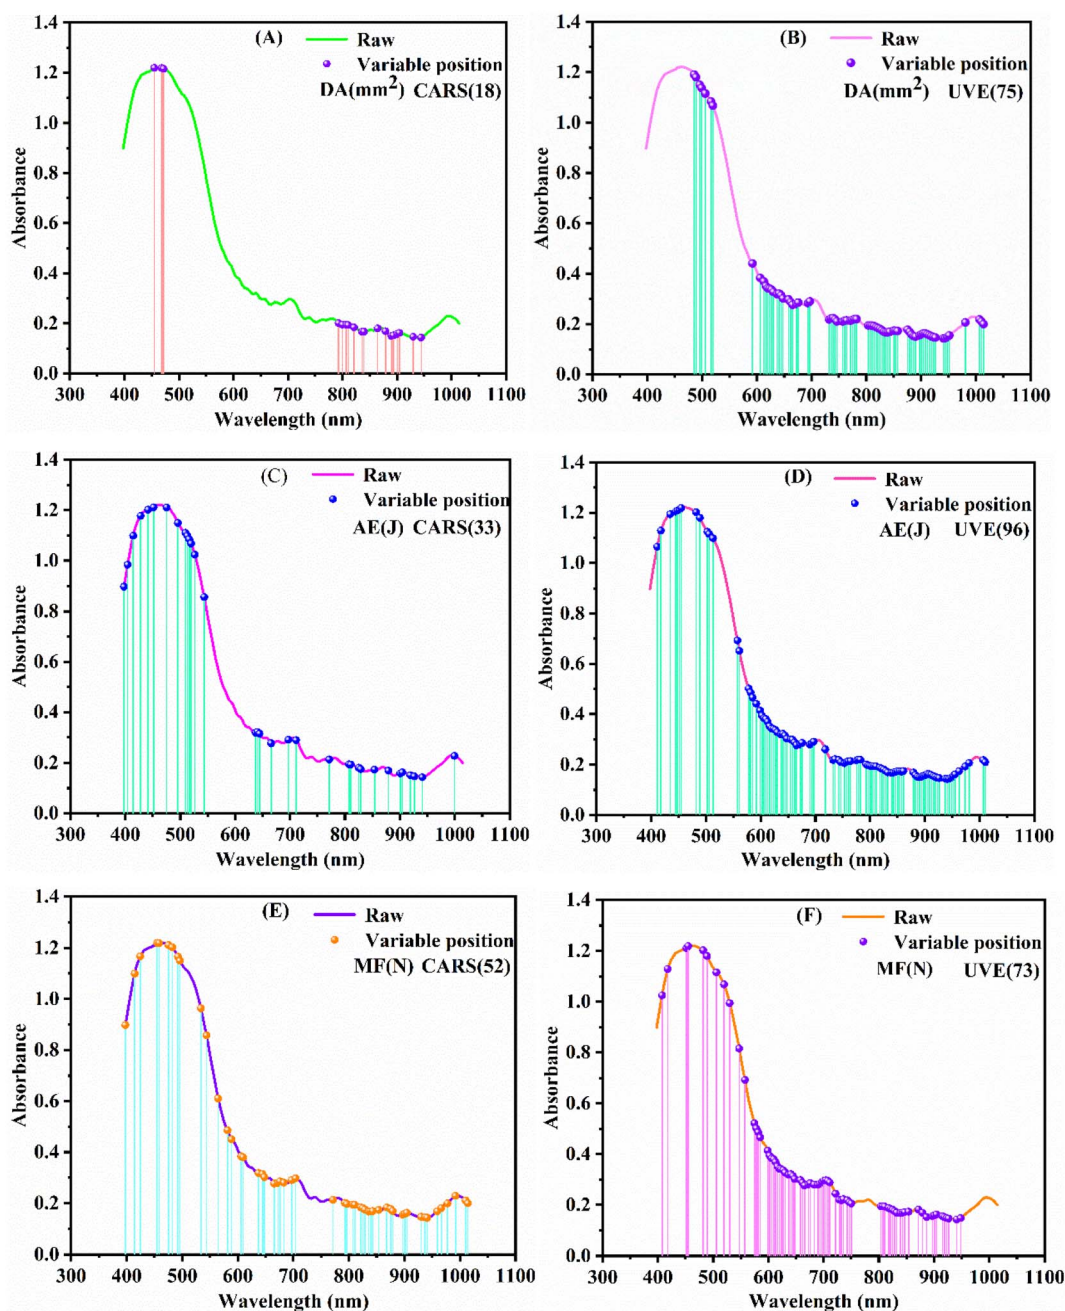 (A)
Raw
Variable position
DA(mm²) CARS(18)
1.4
1.2
1.0
0.8
0.6
0.4
0.2
0.0
Absorbance
300 400 500 600 700 800 900 1000 1100
Wavelength (nm)
(B)
Raw
Variable position
DA(mm²) UVE(75)
1.4
1.2
1.0
0.8
0.6
0.4
0.2
0.0
Absorbance
300 400 500 600 700 800 900 1000 1100
Wavelength (nm)
(C)
Raw
Variable position
AE(J) CARS(33)
1.4
1.2
1.0
0.8
0.6
0.4
0.2
0.0
Absorbance
300 400 500 600 700 800 900 1000 1100
Wavelength (nm)
(D)
Raw
Variable position
AE(J) UVE(96)
1.4
1.2
1.0
0.8
0.6
0.4
0.2
0.0
Absorbance
300 400 500 600 700 800 900 1000 1100
Wavelength (nm)
(E)
Raw
Variable position
MF(N) CARS(52)
1.4
1.2
1.0
0.8
0.6
0.4
0.2
0.0
Absorbance
300 400 500 600 700 800 900 1000 1100
Wavelength (nm)
(F)
Raw
Variable position
MF(N) UVE(73)
1.4
1.2
1.0
0.8
0.6
0.4
0.2
0.0
Absorbance
300 400 500 600 700 800 900 1000 1100
Wavelength (nm)